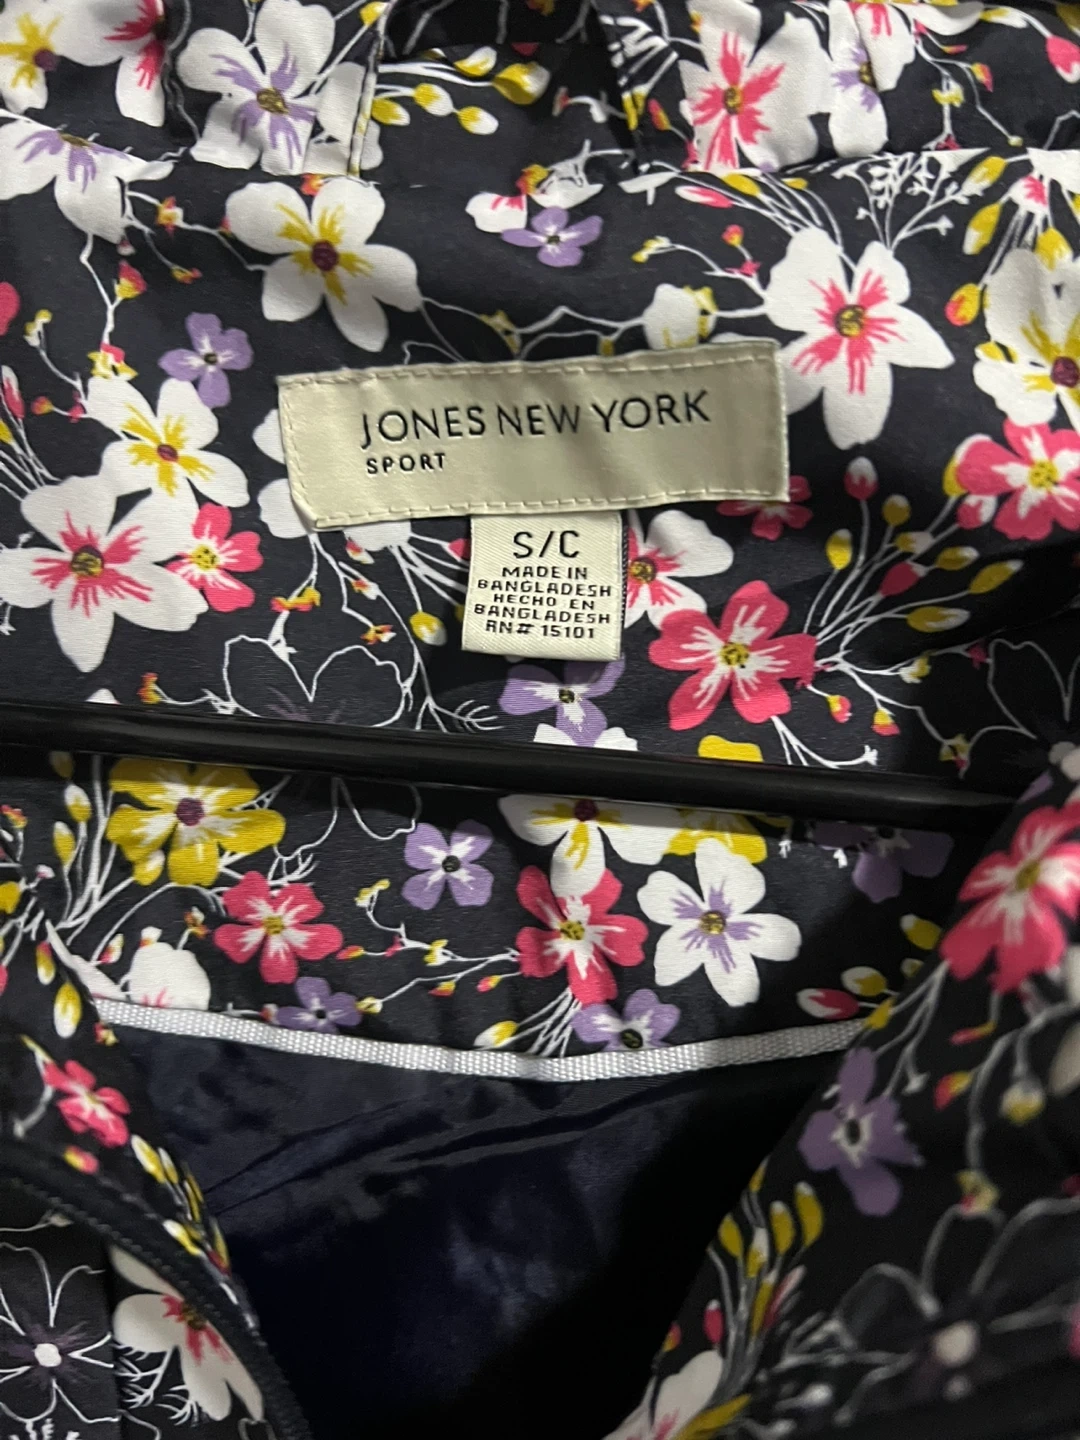 JONES NEW YORK
SPORT
S/C
MADE IN
BANGLADESH
HECHO EN
BANGLADESH
RN# 15101